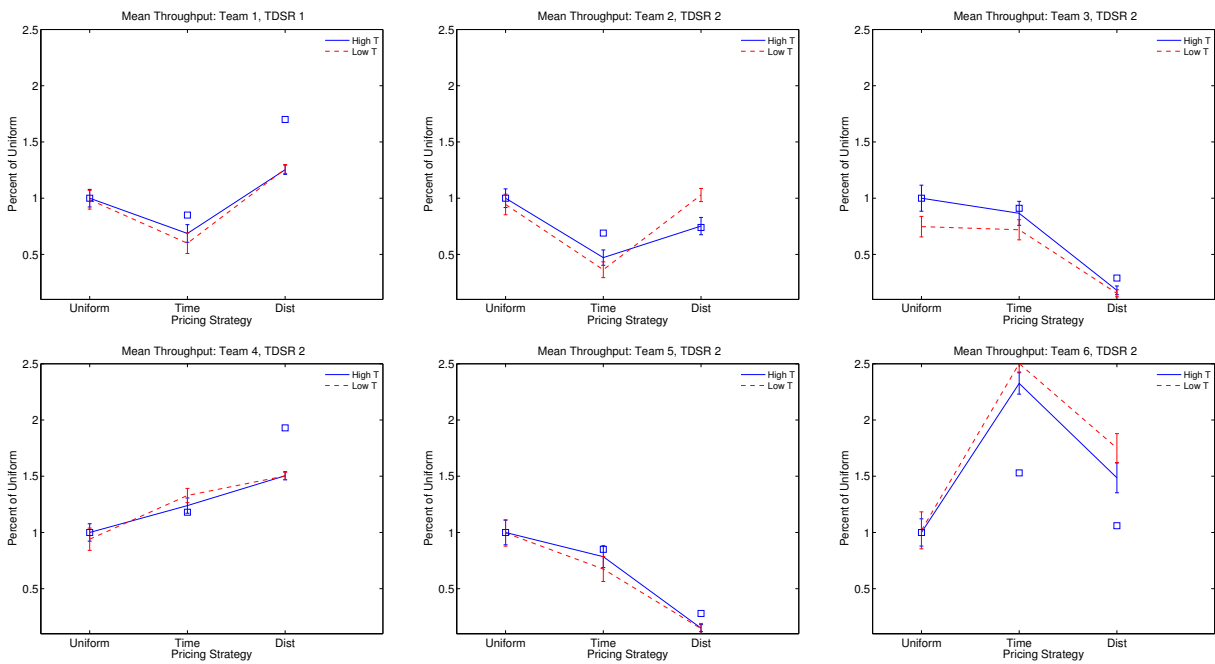 Mean Throughput: Team 1, TDSR 1
2.5
2
1.5
1
0.5
Percent of Uniform
High T
Low T
Uniform
Time
Dist
Pricing Strategy
Mean Throughput: Team 2, TDSR 2
2.5
2
1.5
1
0.5
Percent of Uniform
High T
Low T
Uniform
Time
Dist
Pricing Strategy
Mean Throughput: Team 3, TDSR 2
2.5
2
1.5
1
0.5
Percent of Uniform
High T
Low T
Uniform
Time
Dist
Pricing Strategy
Mean Throughput: Team 4, TDSR 2
2.5
2
1.5
1
0.5
Percent of Uniform
High T
Low T
Uniform
Time
Dist
Pricing Strategy
Mean Throughput: Team 5, TDSR 2
2.5
2
1.5
1
0.5
Percent of Uniform
High T
Low T
Uniform
Time
Dist
Pricing Strategy
Mean Throughput: Team 6, TDSR 2
2.5
2
1.5
1
0.5
Percent of Uniform
High T
Low T
Uniform
Time
Dist
Pricing Strategy